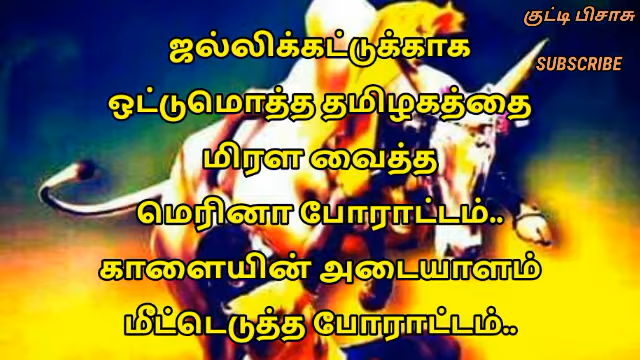 குட்டி பிசாசு
SUBSCRIBE
ஜல்லிக்கட்டுக்காக
ஒட்டுமொத்த தமிழகத்தை
மிரள வைத்த
மெரினா போராட்டம்..
காளையின் அடையாளம்
மீட்டெடுத்த போராட்டம்..